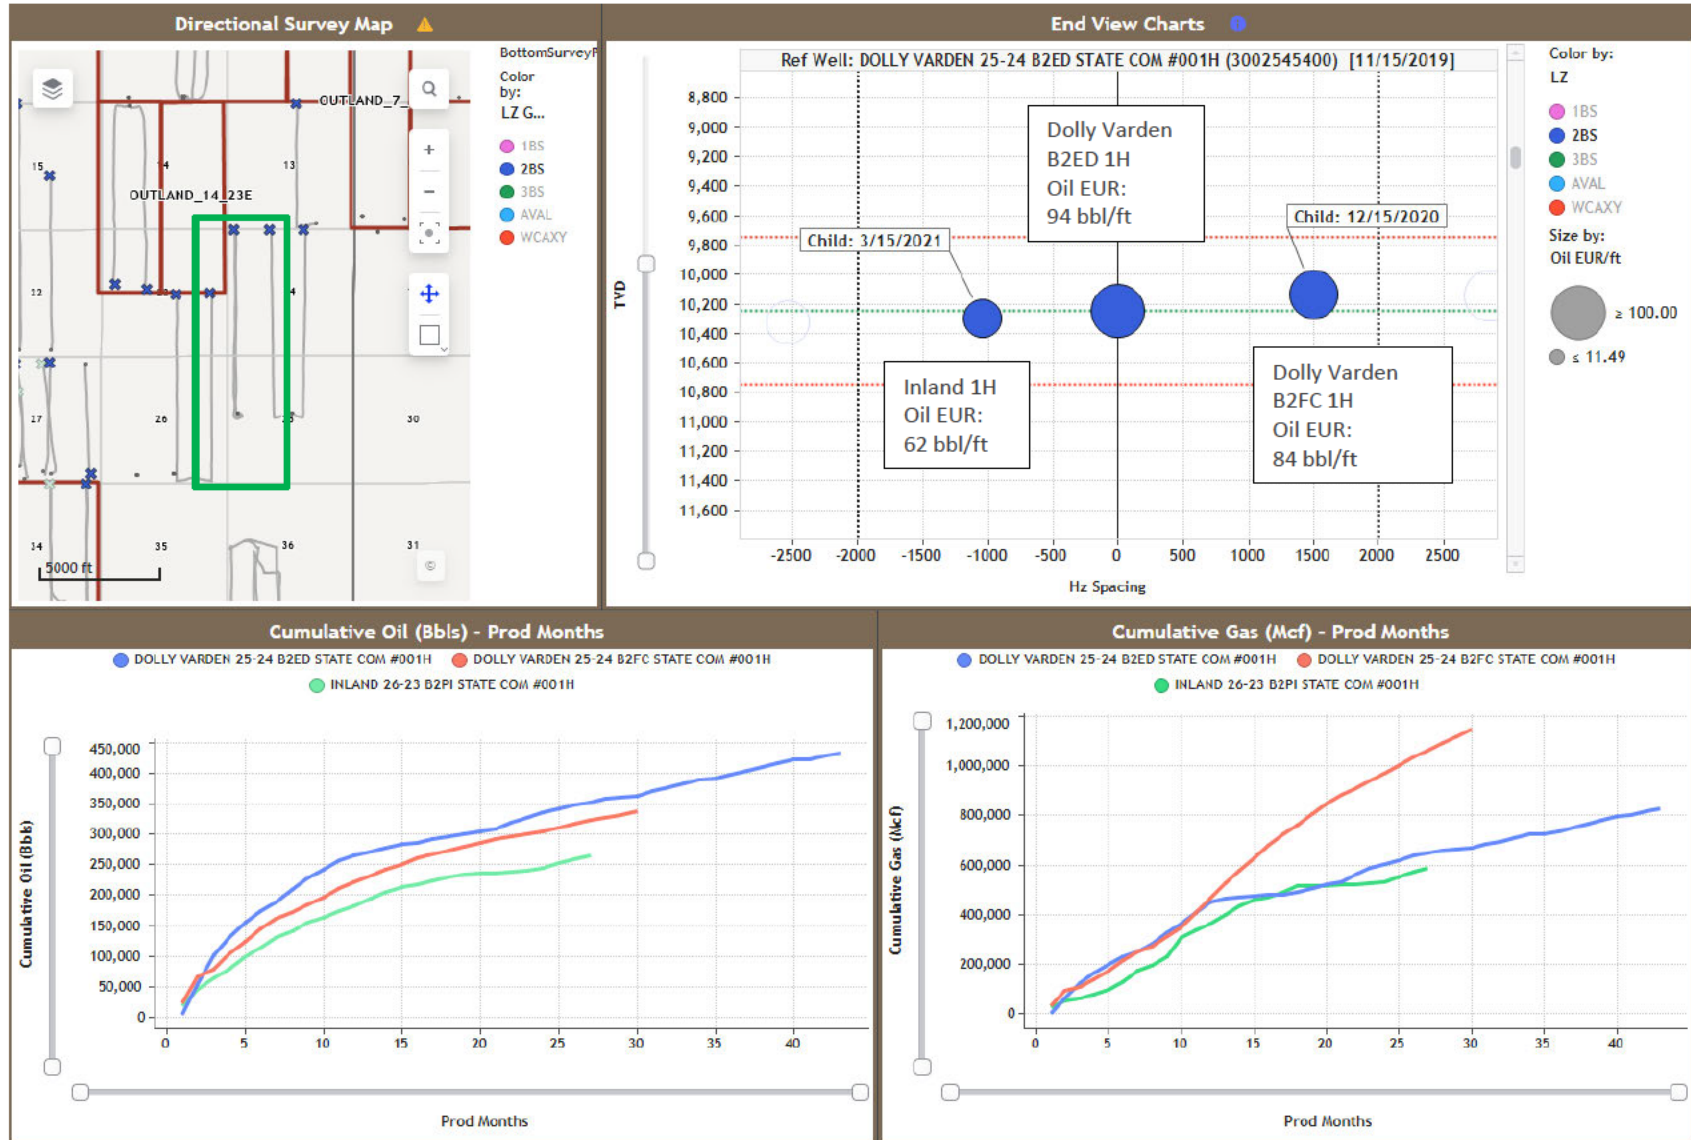 Directional Survey Map
BottomSurveyF
Color
by:
LZ G...
1BS
2BS
3BS
AVAL
WCAXY
OUTLAND_7_
15
14
13
OUTLAND_14_23E
12
27
26
30
34
35
36
31
5000 ft
©
+
−
End View Charts
Ref Well: DOLLY VARDEN 25-24 B2ED STATE COM #001H (3002545400) [11/15/2019]
TVD
8,800
9,000
9,200
9,400
9,600
9,800
10,000
10,200
10,400
10,600
10,800
11,000
11,200
11,400
11,600
Dolly Varden
B2ED 1H
Oil EUR:
94 bbl/ft
Child: 3/15/2021
Child: 12/15/2020
Inland 1H
Oil EUR:
62 bbl/ft
Dolly Varden
B2FC 1H
Oil EUR:
84 bbl/ft
-2500 -2000 -1500 -1000 -500 0 500 1000 1500 2000 2500
Hz Spacing
Color by:
LZ
1BS
2BS
3BS
AVAL
WCAXY
Size by:
Oil EUR/ft
≥ 100.00
≤ 11.49
Cumulative Oil (Bbls) - Prod Months
DOLLY VARDEN 25-24 B2ED STATE COM #001H DOLLY VARDEN 25-24 B2FC STATE COM #001H
INLAND 26-23 B2PI STATE COM #001H
Cumulative Oil (Bbls)
450,000
400,000
350,000
300,000
250,000
200,000
150,000
100,000
50,000
0
0 5 10 15 20 25 30 35 40
Prod Months
Cumulative Gas (Mcf) - Prod Months
DOLLY VARDEN 25-24 B2ED STATE COM #001H DOLLY VARDEN 25-24 B2FC STATE COM #001H
INLAND 26-23 B2PI STATE COM #001H
Cumulative Gas (Mcf)
1,200,000
1,000,000
800,000
600,000
400,000
200,000
0
0 5 10 15 20 25 30 35 40
Prod Months